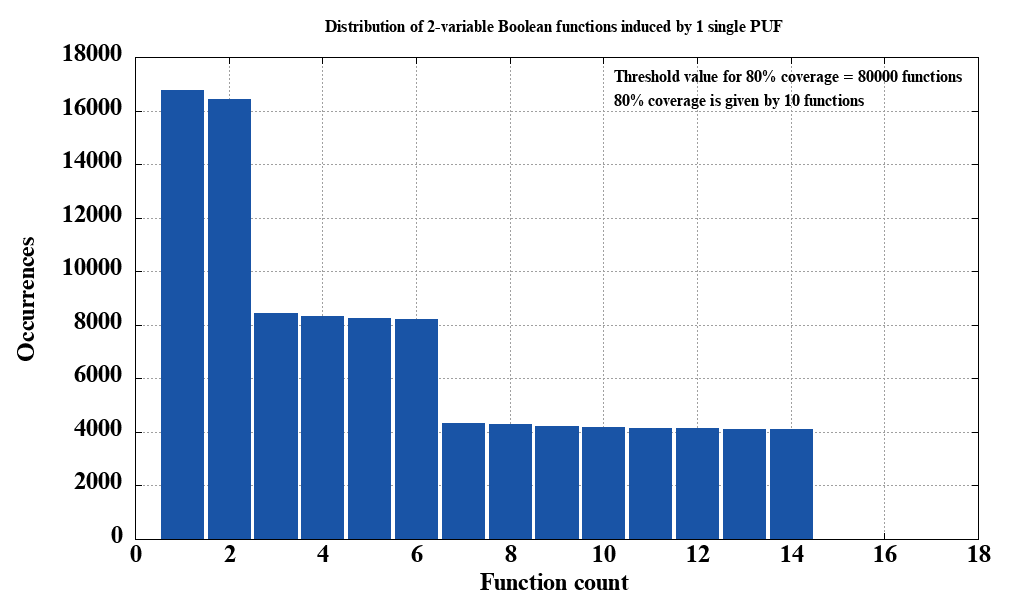 Distribution of 2-variable Boolean functions induced by 1 single PUF
Threshold value for 80% coverage = 80000 functions
80% coverage is given by 10 functions
18000
16000
14000
12000
10000
8000
6000
4000
2000
0
Occurrences
0 2 4 6 8 10 12 14 16 18
Function count